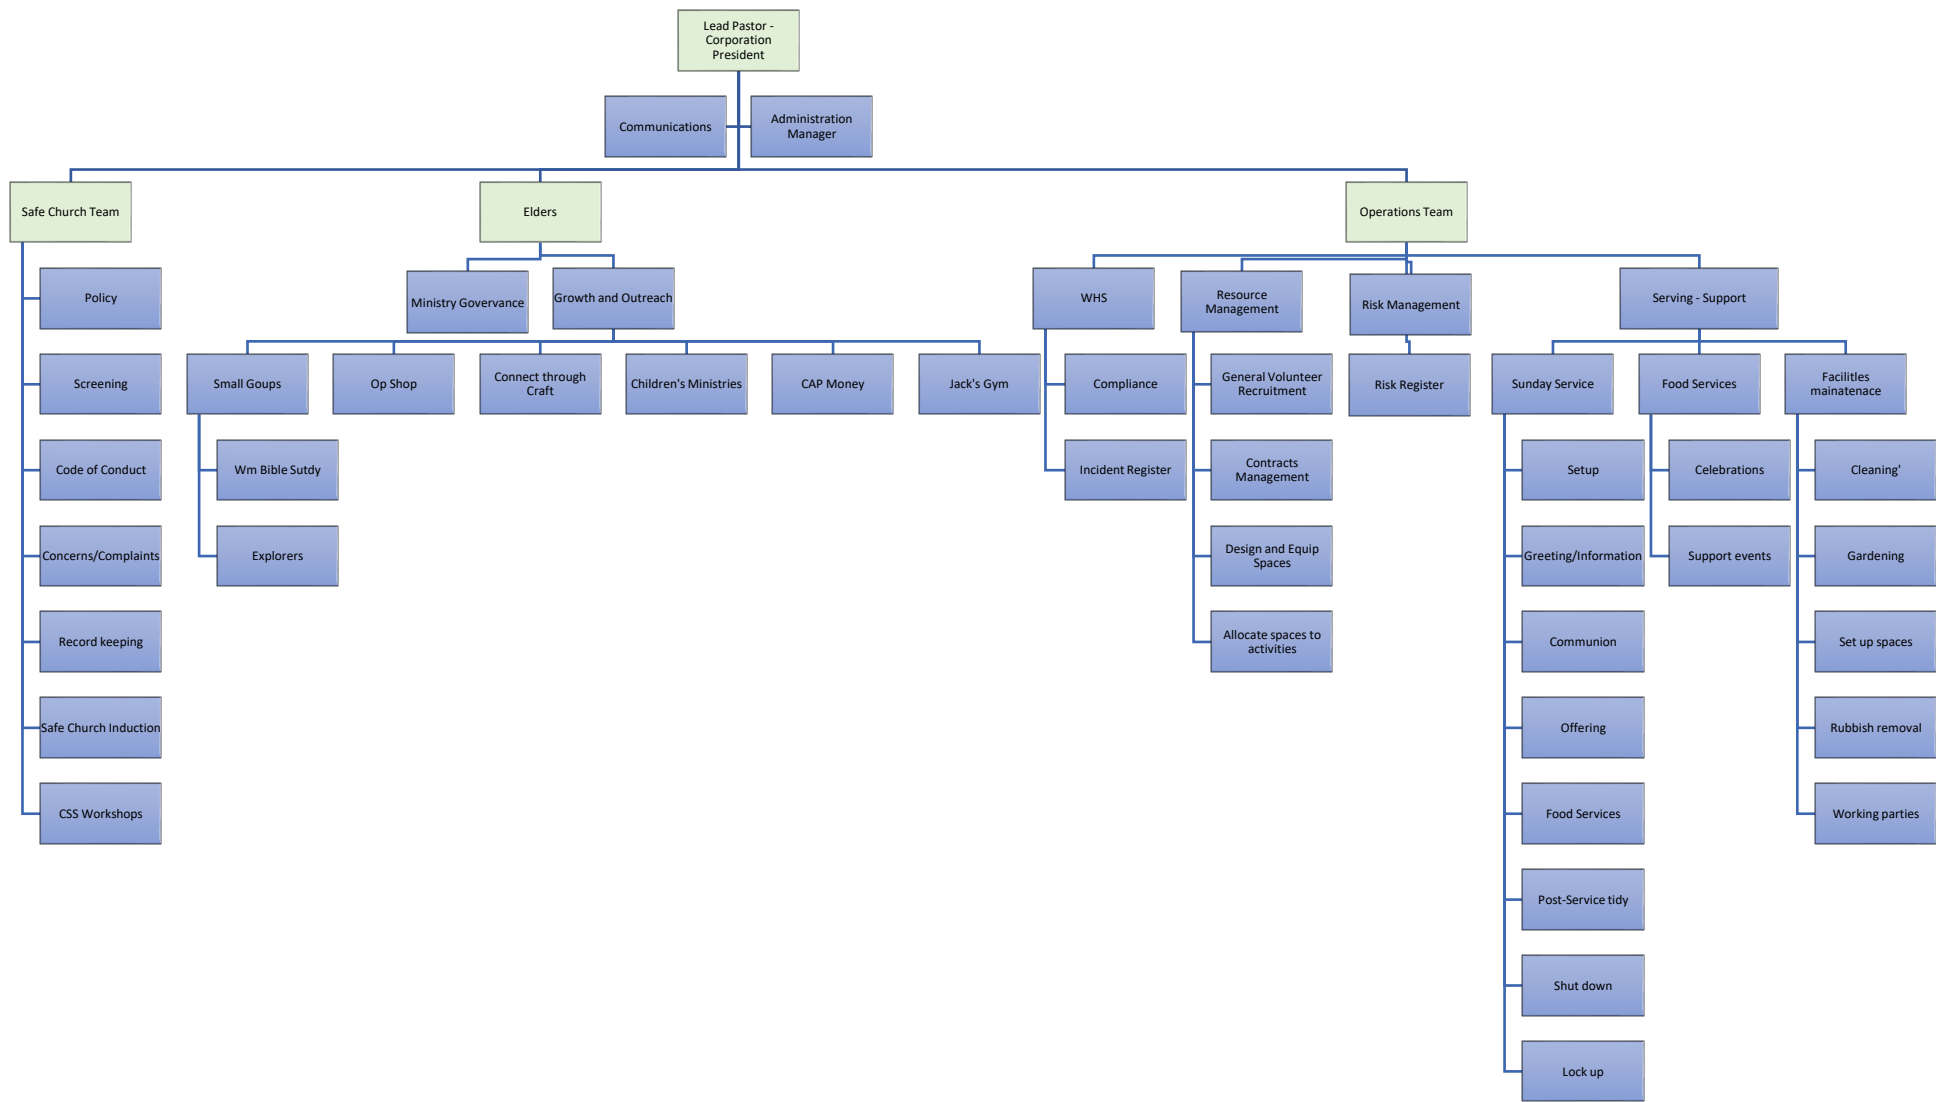 Lead Pastor -
Corporation
President
Communications
Administration
Manager
Safe Church Team
Elders
Operations Team
Policy
Ministry Govervance
Growth and Outreach
WHS
Resource
Management
Risk Management
Serving - Support
Screening
Small Goups
Op Shop
Connect through
Craft
Children's Ministries
CAP Money
Jack's Gym
Compliance
General Volunteer
Recruitment
Risk Register
Sunday Service
Food Services
Facilitles
mainatenace
Code of Conduct
Wm Bible Sutdy
Incident Register
Contracts
Management
Setup
Celebrations
Cleaning'
Concerns/Complaints
Explorers
Design and Equip
Spaces
Greeting/Information
Support events
Gardening
Record keeping
Allocate spaces to
activities
Communion
Set up spaces
Safe Church Induction
Offering
Rubbish removal
CSS Workshops
Food Services
Working parties
Post-Service tidy
Shut down
Lock up